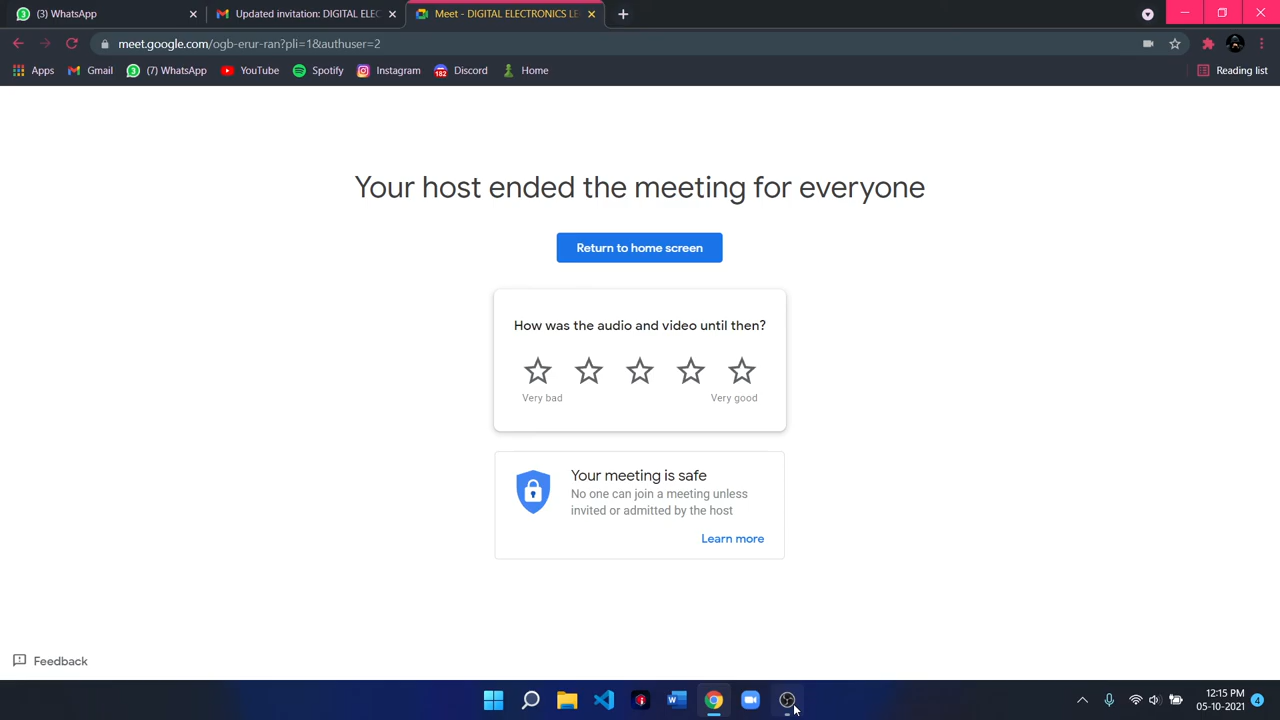 (3) WhatsApp
Updated invitation: DIGITAL ELEC
Meet - DIGITAL ELECTRONICS LE
meet.google.com/ogb-erur-ran?pli=1&authuser=2
Apps
Gmail
(7) WhatsApp
YouTube
Spotify
Instagram
182
Discord
Home
Reading list
Your host ended the meeting for everyone
Return to home screen
How was the audio and video until then?
Very bad
Very good
Your meeting is safe
No one can join a meeting unless
invited or admitted by the host
Learn more
Feedback
12:15 PM
05-10-2021
4